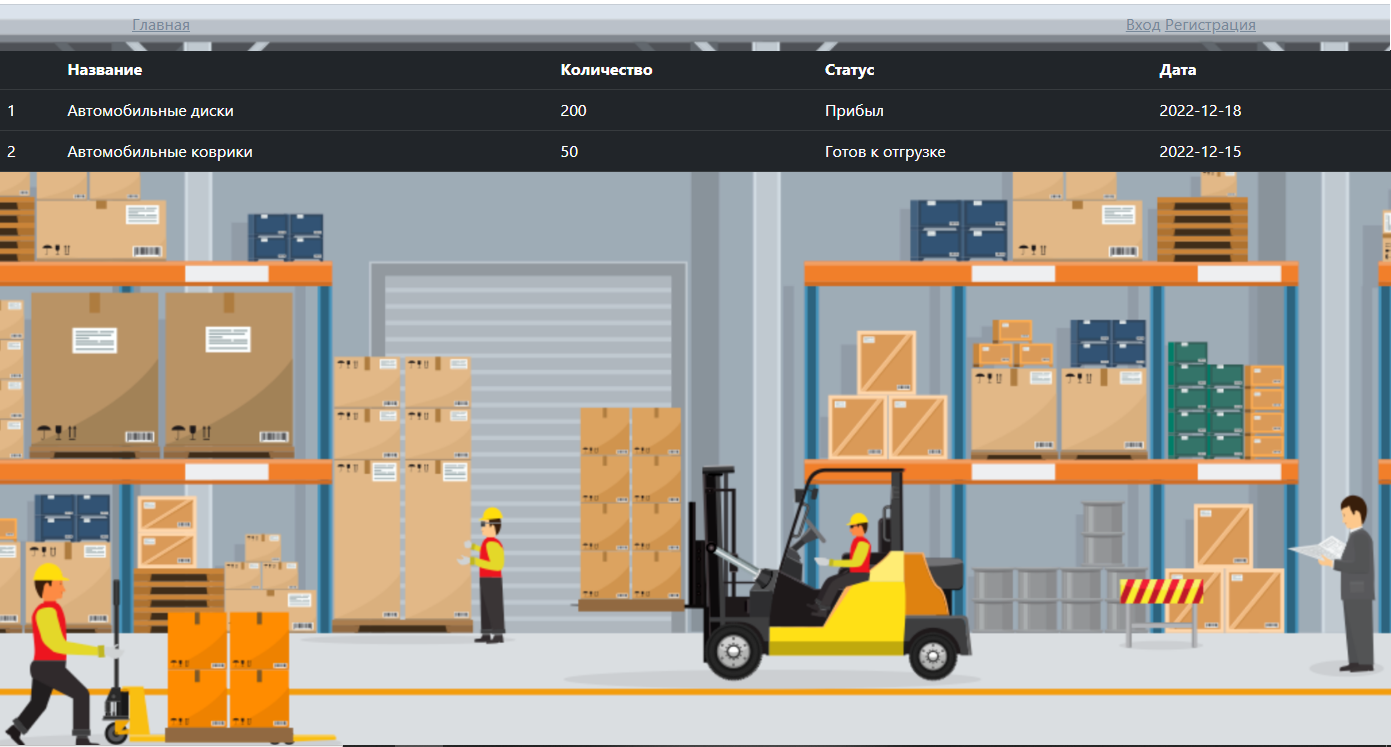 Главная Вход Регистрация
Название Количество Статус Дата
1 Автомобильные диски 200 Прибыл 2022-12-18
2 Автомобильные коврики 50 Готов к отгрузке 2022-12-15